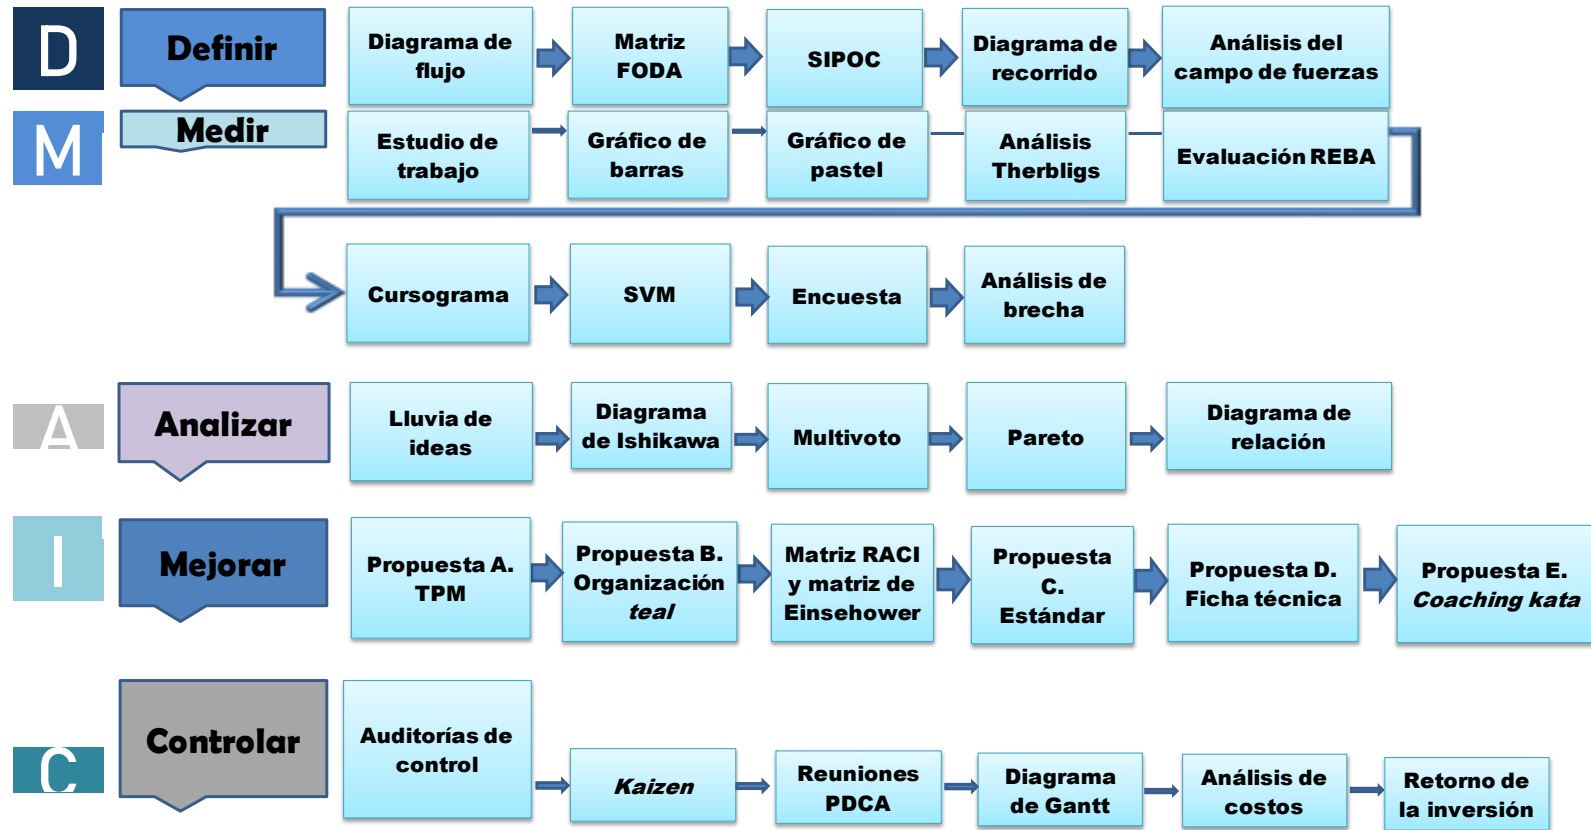 D
Definir
Diagrama de
flujo
Matriz
FODA
SIPOC
Diagrama de
recorrido
Análisis del
campo de fuerzas
M
Medir
Estudio de
trabajo
Gráfico de
barras
Gráfico de
pastel
Análisis
Therbligs
Evaluación REBA
Cursograma
SVM
Encuesta
Análisis de
brecha
A
Analizar
Lluvia de
ideas
Diagrama
de Ishikawa
Multivoto
Pareto
Diagrama de
relación
I
Mejorar
Propuesta A.
TPM
Propuesta B.
Organización
teal
Matriz RACI
y matriz de
Einsehower
Propuesta
C.
Estándar
Propuesta D.
Ficha técnica
Propuesta E.
Coaching kata
C
Controlar
Auditorías de
control
Kaizen
Reuniones
PDCA
Diagrama
de Gantt
Análisis de
costos
Retorno de
la inversión